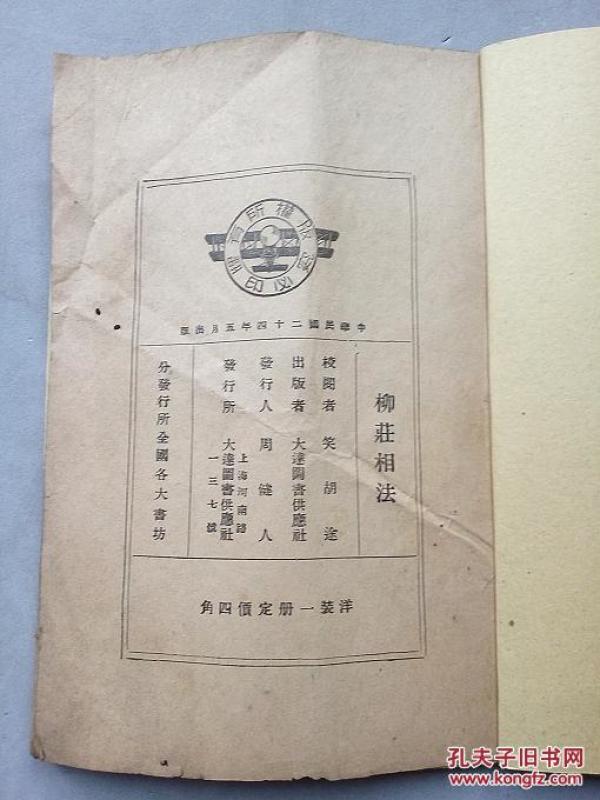 版權所有
翻印必究
中華民國二十四年五月出版
柳莊相法
校閱者 笑胡途
出版者 大達圖書供應社
發行人 周健人
上海河南路
一三七號
發行所 大達圖書供應社
分發行所全國各大書坊
洋裝一册定價四角
孔夫子旧书网
www.kongfz.com